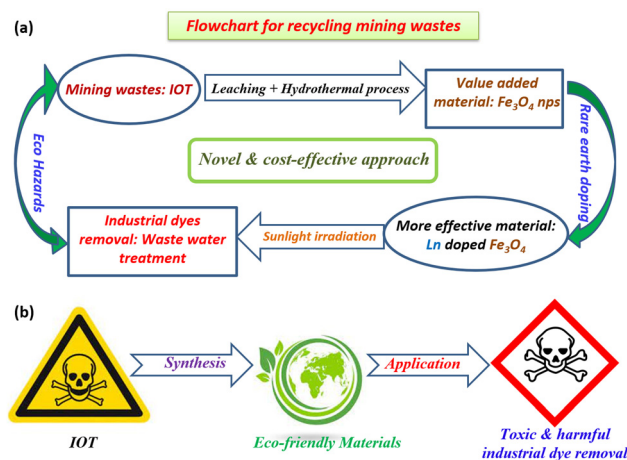 (a)
Flowchart for recycling mining wastes
Mining wastes: IOT
Leaching + Hydrothermal process
Value added
material: Fe₃O₄ nps
Eco Hazards
Rare earth doping
Novel & cost-effective approach
Industrial dyes
removal: Waste water
treatment
Sunlight irradiation
More effective material:
Ln doped Fe₃O₄
(b)
Synthesis
Application
IOT
Eco-friendly Materials
Toxic & harmful
industrial dye removal